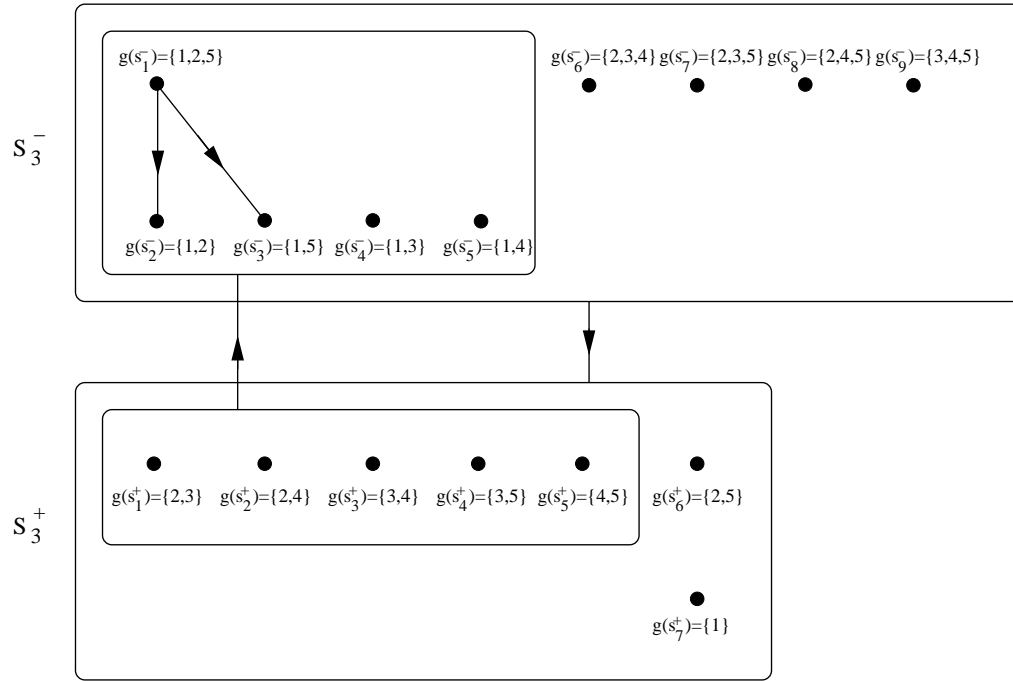 g(s₁⁻)={1,2,5}
g(s₆⁻)={2,3,4} g(s₇⁻)={2,3,5} g(s₈⁻)={2,4,5} g(s₉⁻)={3,4,5}
S₃⁻
g(s₂⁻)={1,2} g(s₃⁻)={1,5} g(s₄⁻)={1,3} g(s₅⁻)={1,4}
g(s₁⁺)={2,3} g(s₂⁺)={2,4} g(s₃⁺)={3,4} g(s₄⁺)={3,5} g(s₅⁺)={4,5} g(s₆⁺)={2,5}
S₃⁺
g(s₇⁺)={1}